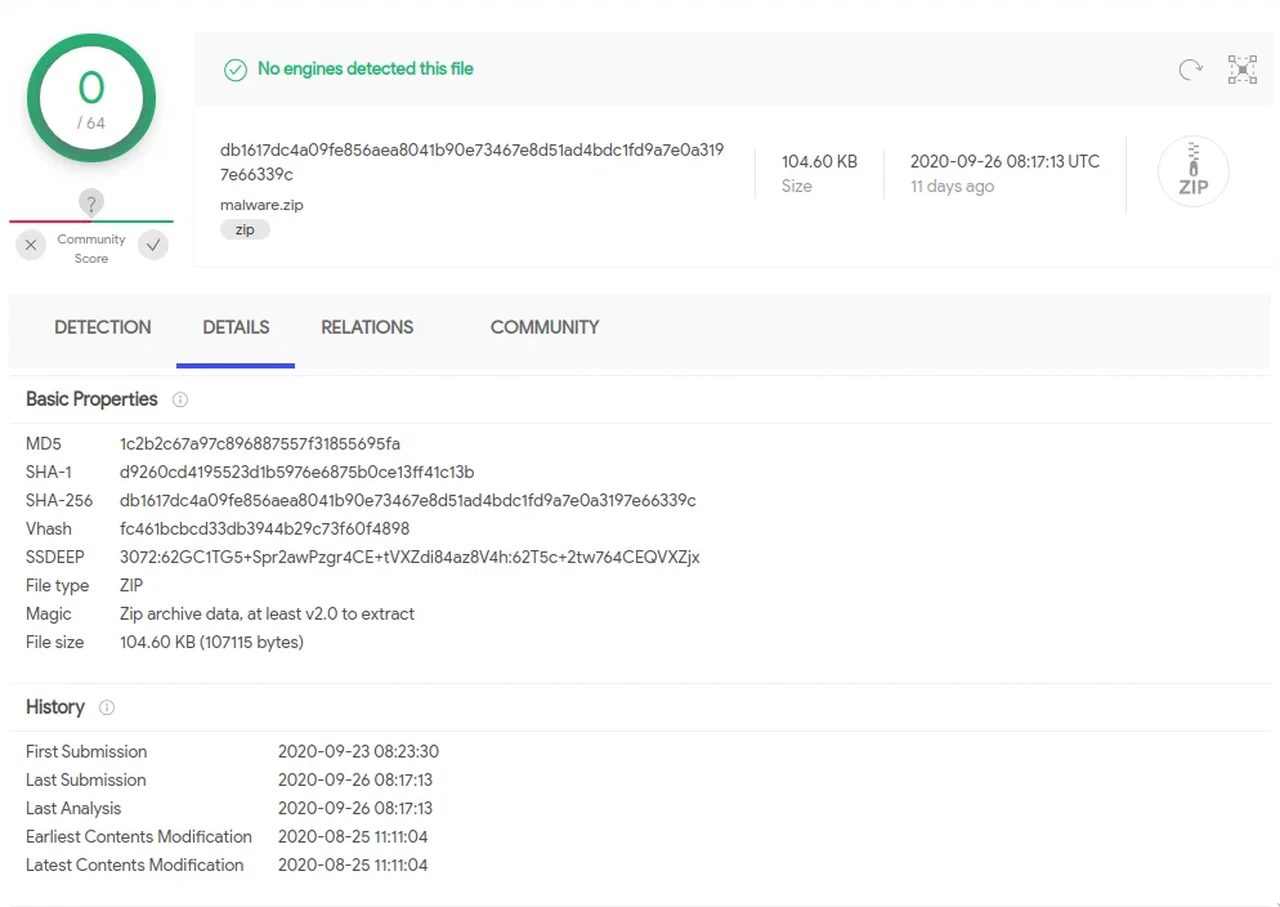 0
/ 64
?
Community
Score
No engines detected this file
db1617dc4a09fe856aea8041b90e73467e8d51ad4bdc1fd9a7e0a319
7e66339c
malware.zip
zip
104.60 KB
Size
2020-09-26 08:17:13 UTC
11 days ago
ZIP
DETECTION DETAILS RELATIONS COMMUNITY
Basic Properties
MD5 1c2b2c67a97c896887557f31855695fa
SHA-1 d9260cd4195523d1b5976e6875b0ce13ff41c13b
SHA-256 db1617dc4a09fe856aea8041b90e73467e8d51ad4bdc1fd9a7e0a3197e66339c
Vhash fc461bcbcd33db3944b29c73f60f4898
SSDEEP 3072:62GC1TG5+Spr2awPzgr4CE+tVXZdi84az8V4h:62T5c+2tw764CEQVXZjx
File type ZIP
Magic Zip archive data, at least v2.0 to extract
File size 104.60 KB (107115 bytes)
History
First Submission 2020-09-23 08:23:30
Last Submission 2020-09-26 08:17:13
Last Analysis 2020-09-26 08:17:13
Earliest Contents Modification 2020-08-25 11:11:04
Latest Contents Modification 2020-08-25 11:11:04